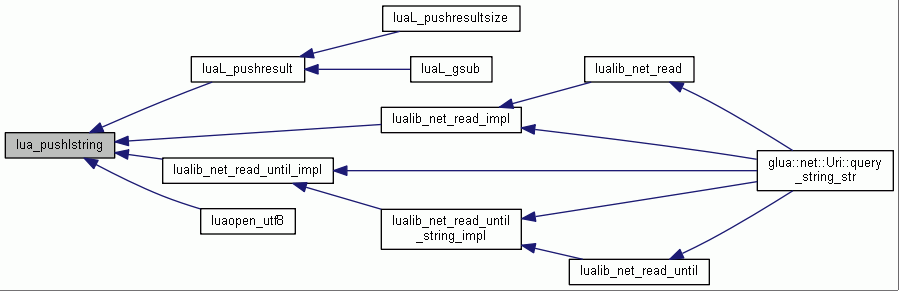 luaL_pushresultsize
luaL_pushresult
luaL_gsub
lualib_net_read
lualib_net_read_impl
lua_pushlstring
lualib_net_read_until_impl
glua::net::Uri::query
_string_str
luaopen_utf8
lualib_net_read_until
_string_impl
lualib_net_read_until